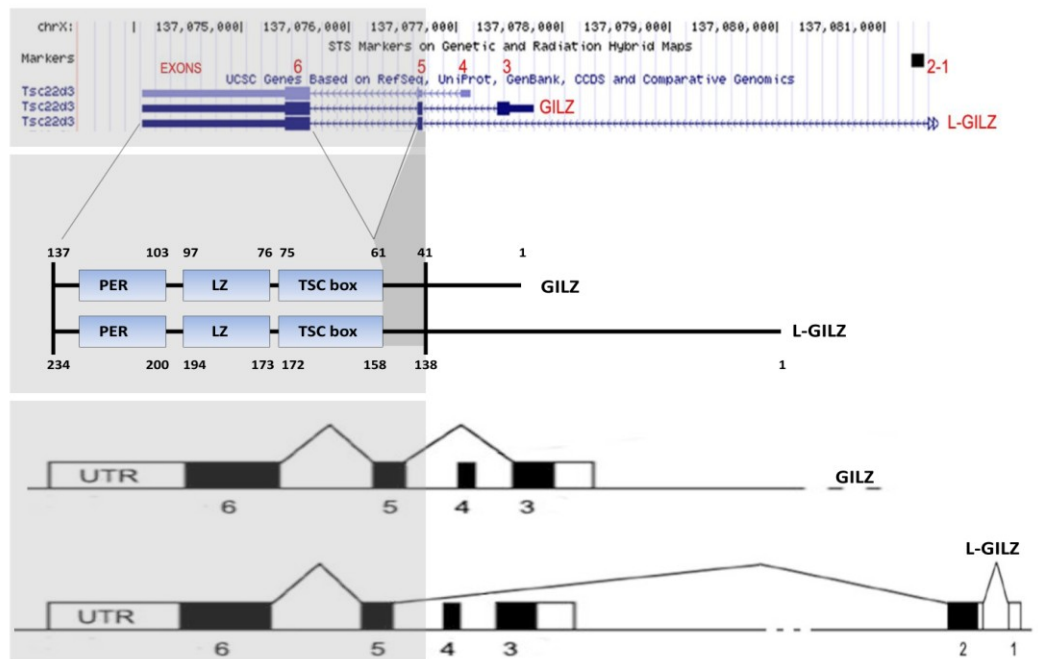 chrX: | 137,075,000| 137,076,000| 137,077,000| 137,078,000| 137,079,000| 137,080,000| 137,081,000|
STS Markers on Genetic and Radiation Hybrid Maps
Markers
2-1
EXONS 6 5 4 3
UCSC Genes Based on RefSeq, UniProt, GenBank, CCDS and Comparative Genomics
Tsc22d3
Tsc22d3 GILZ
Tsc22d3 L-GILZ
137 103 97 76 75 61 41 1
PER LZ TSC box GILZ
PER LZ TSC box L-GILZ
234 200 194 173 172 158 138 1
UTR GILZ
6 5 4 3
L-GILZ
UTR
6 5 4 3 2 1